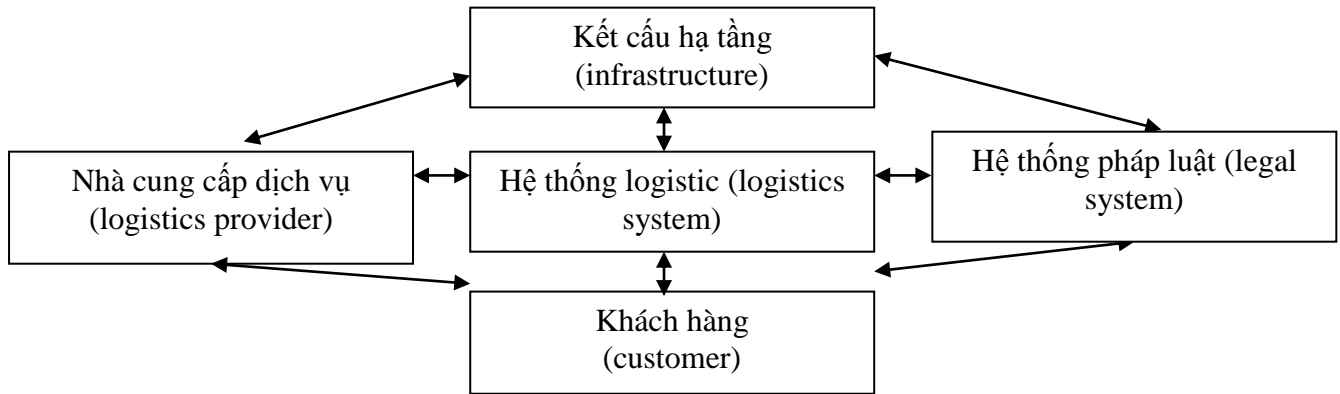 Kết cấu hạ tầng
(infrastructure)
Nhà cung cấp dịch vụ
(logistics provider)
Hệ thống logistic (logistics
system)
Hệ thống pháp luật (legal
system)
Khách hàng
(customer)